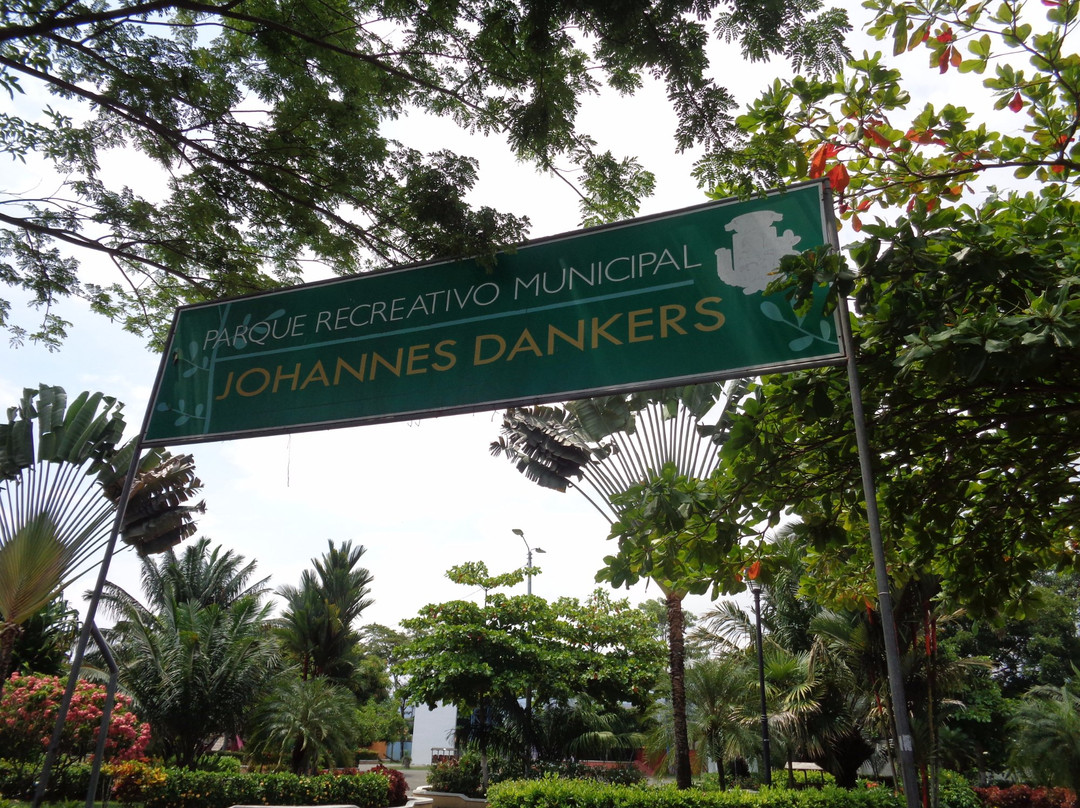 PARQUE RECREATIVO MUNICIPAL
JOHANNES DANKERS